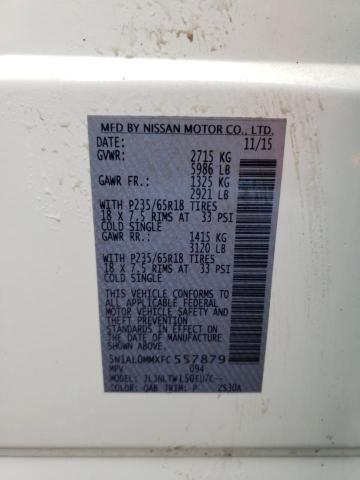 MFD BY NISSAN MOTOR CO., LTD.
DATE: 11/15
GVWR: 2715 KG
5986 LB
GAWR FR.: 1325 KG
2921 LB
WITH P235/65R18 TIRES
18 X 7.5 RIMS AT 33 PSI
COLD SINGLE
GAWR RR.: 1415 KG
3120 LB
WITH P235/65R18 TIRES
18 X 7.5 RIMS AT 33 PSI
COLD SINGLE
THIS VEHICLE CONFORMS
TO ALL APPLICABLE
FEDERAL MOTOR VEHICLE
SAFETY AND THEFT PREVENTION
STANDARDS IN EFFECT
ON THE DATE OF
MANUFACTURE SHOWN
ABOVE.
5N1AL0MMXFC557879
MPV 094
MODEL:
COLOR: QAB TRIM: P 2S30A